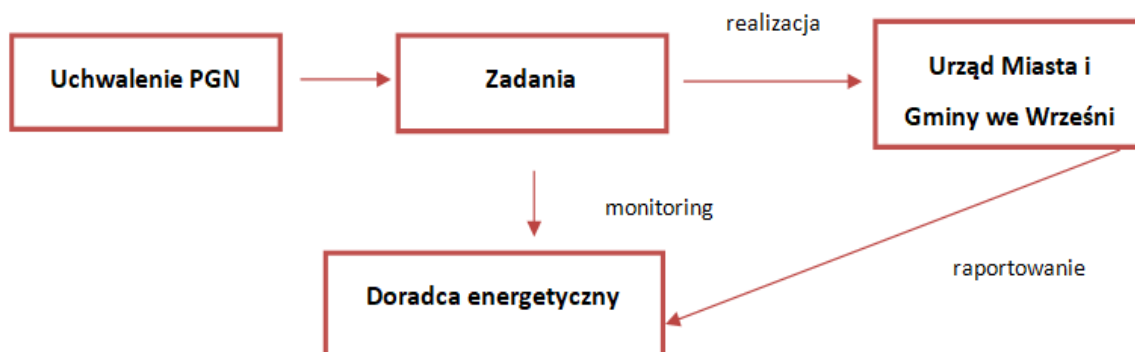 realizacja
Uchwalenie PGN
Zadania
Urząd Miasta i
Gminy we Wrześni
monitoring
raportowanie
Doradca energetyczny